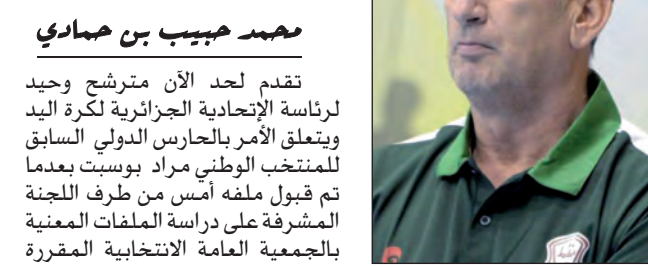 محمد حبيب بن حمادي
تقدم لحد الآن مترشح وحيد
لرئاسة الإتحادية الجزائرية لكرة اليد
ويتعلق الأمر بالحارس الدولي السابق
للمنتخب الوطني مراد بوسبت بعدما
تم قبول ملفه أمس من طرف اللجنة
المشرفة على دراسة الملفات المعنية
بالجمعية العامة الانتخابية المقررة